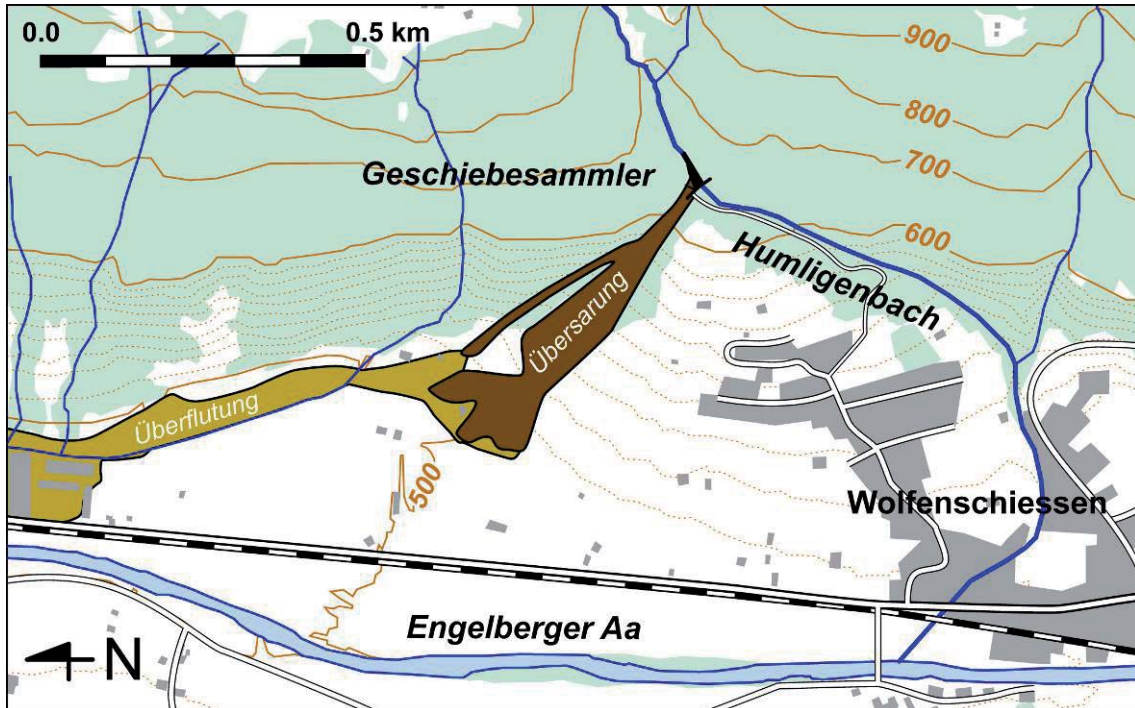 0.0 0.5 km
900
800
700
Geschiebesammler
600
Humligenbach
Übersarung
Überflutung
500
Wolfenschiessen
Engelberger Aa
N